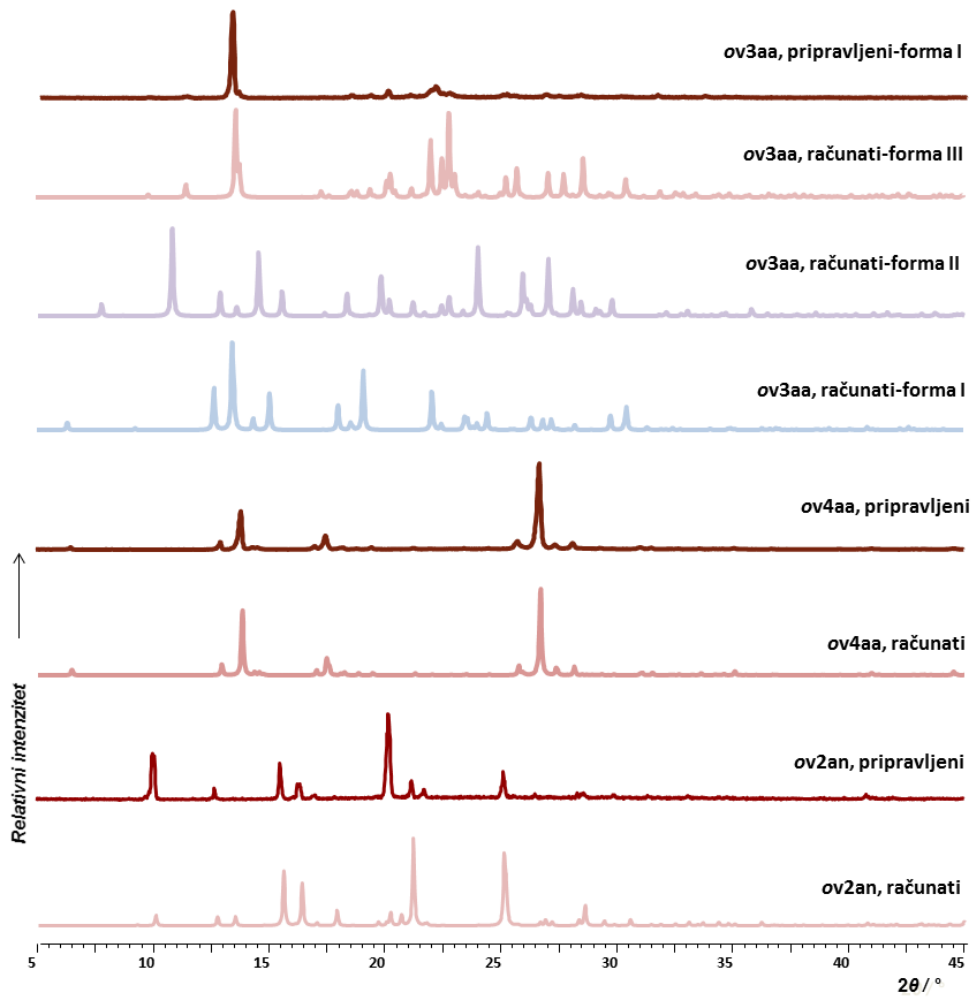 ov3aa, pripravljeni-forma I
ov3aa, računati-forma III
ov3aa, računati-forma II
ov3aa, računati-forma I
ov4aa, pripravljeni
ov4aa, računati
ov2an, pripravljeni
ov2an, računati
Relativni intenzitet
5 10 15 20 25 30 35 40 45
2θ / °